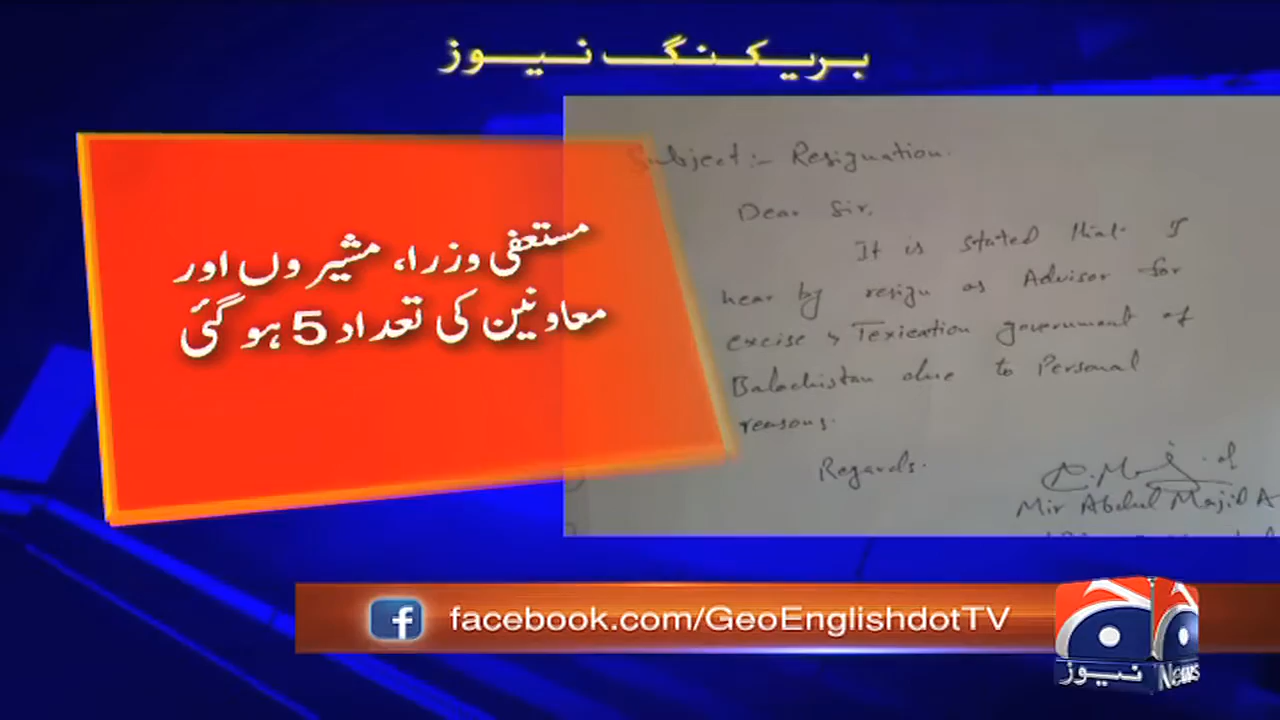 بریکنگ نیوز
مستعفی وزرا، مشیروں اور
معاونین کی تعداد 5 ہو گئی
Subject:- Resignation.
Dear Sir,
It is stated that I
hear by resign as Advisor for
excise & Texication government of
Balochistan due to Personal
reasons.
Regards.
Mir Abdul Majid A
facebook.com/GeoEnglishdotTV
نیوز News